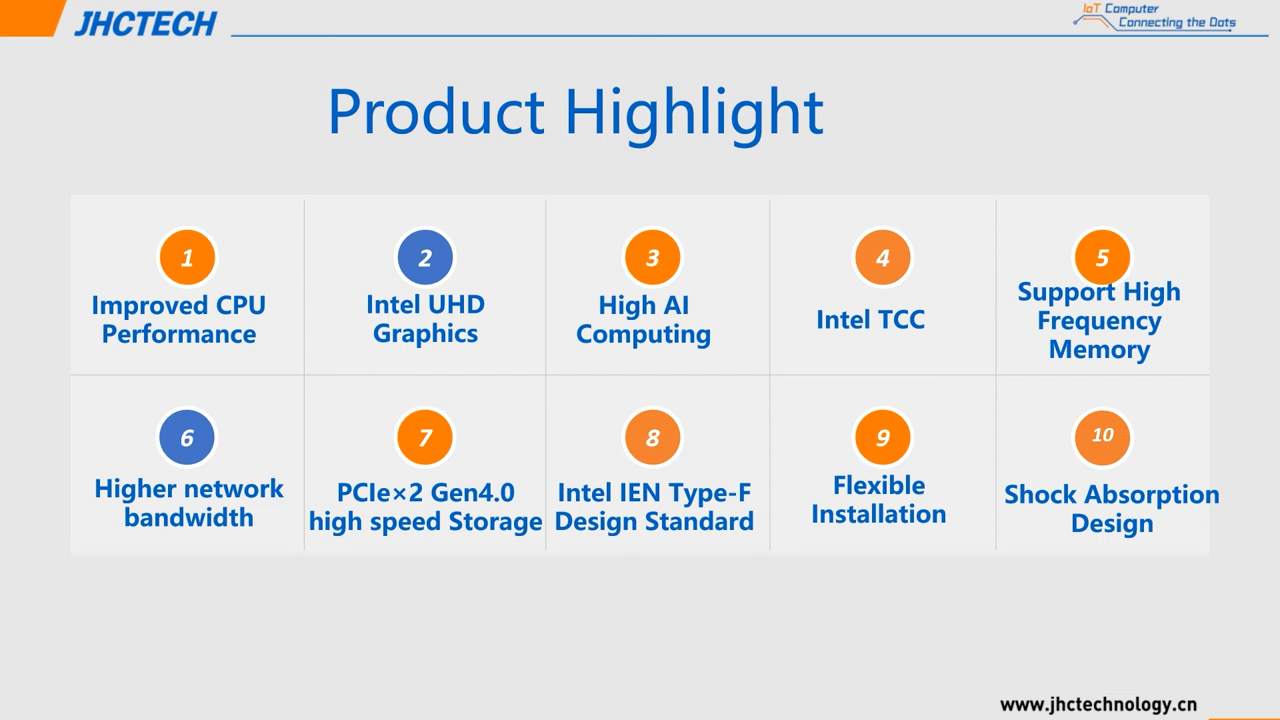 JHCTECH
IoT Computer
Connecting the Dots
Product Highlight
1
Improved CPU
Performance
2
Intel UHD
Graphics
3
High AI
Computing
4
Intel TCC
5
Support High
Frequency
Memory
6
Higher network
bandwidth
7
PCIe×2 Gen4.0
high speed Storage
8
Intel IEN Type-F
Design Standard
9
Flexible
Installation
10
Shock Absorption
Design
www.jhctechnology.cn